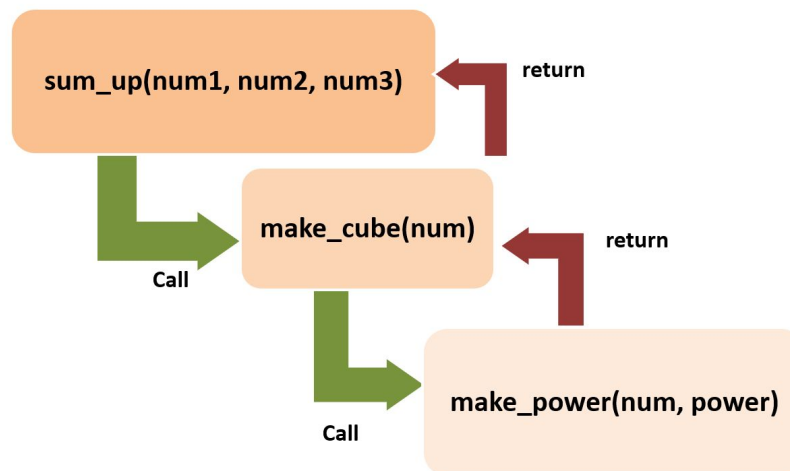 sum_up(num1, num2, num3)
return
make_cube(num)
return
Call
make_power(num, power)
Call